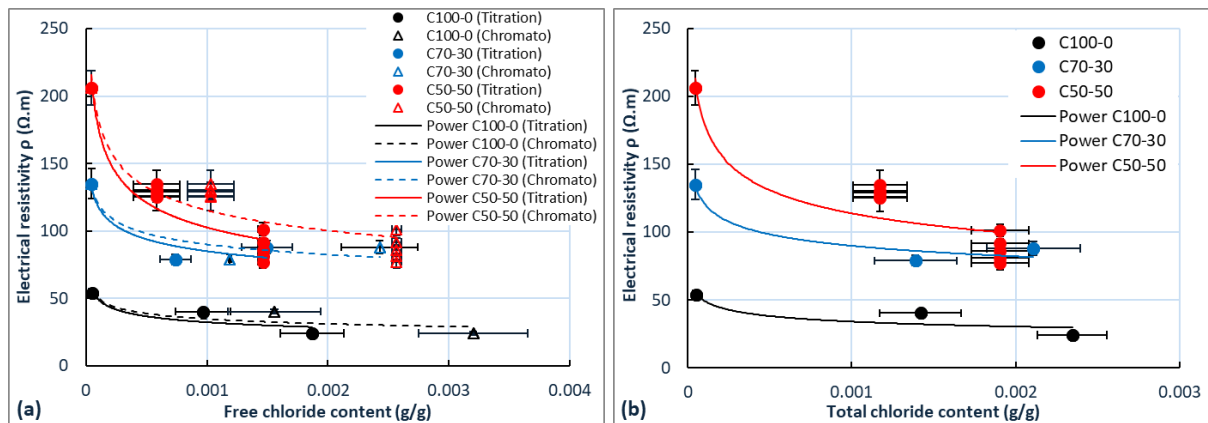 250
200
150
100
50
0
0
0.001
0.002
0.003
0.004
Electrical resistivity ρ (Ω.m)
Free chloride content (g/g)
(a)
C100-0 (Titration)
C100-0 (Chromato)
C70-30 (Titration)
C70-30 (Chromato)
C50-50 (Titration)
C50-50 (Chromato)
Power C100-0 (Titration)
Power C100-0 (Chromato)
Power C70-30 (Titration)
Power C70-30 (Chromato)
Power C50-50 (Titration)
Power C50-50 (Chromato)
250
200
150
100
50
0
0
0.001
0.002
0.003
Electrical resistivity ρ (Ω.m)
Total chloride content (g/g)
(b)
C100-0
C70-30
C50-50
Power C100-0
Power C70-30
Power C50-50